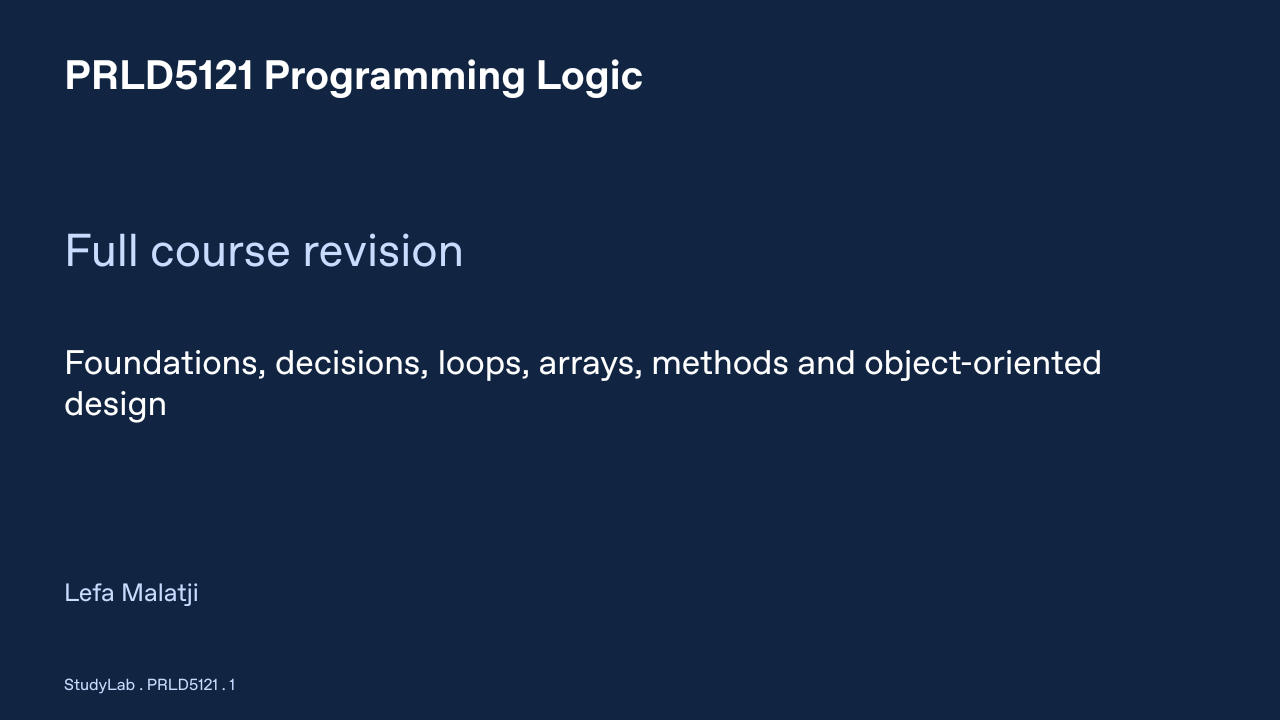 PRLD5121 Programming Logic
Full course revision
Foundations, decisions, loops, arrays, methods and object-oriented
design
Lefa Malatji
StudyLab . PRLD5121 . 1